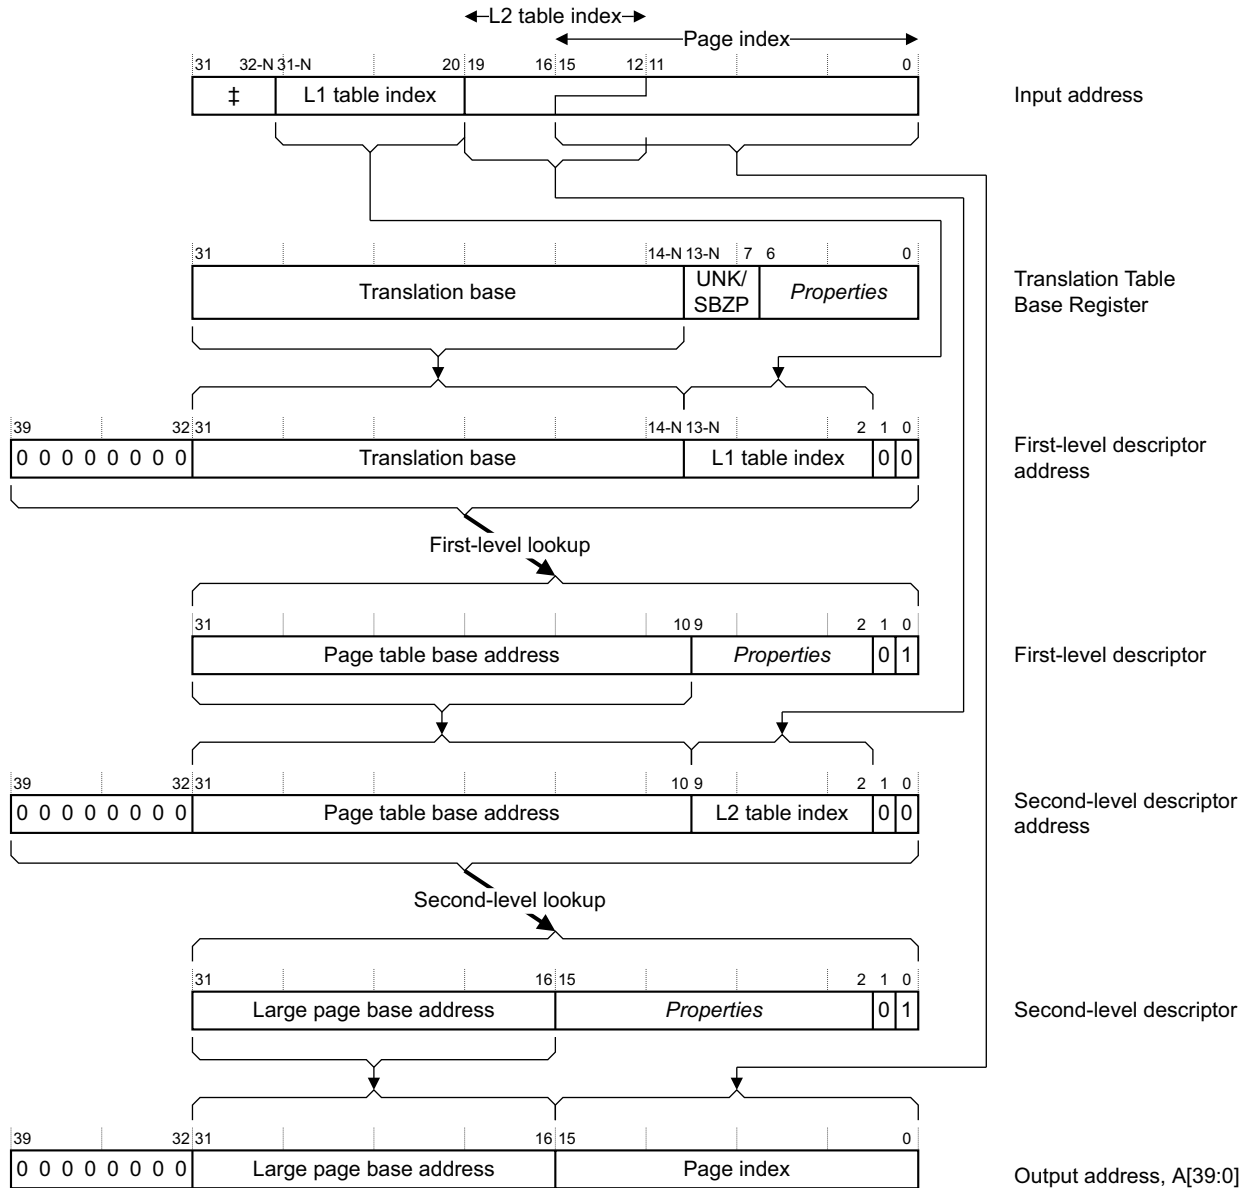 L2 table index
Page index
31 32-N 31-N 20 19 16 15 12 11 0
‡ L1 table index Input address
31 14-N 13-N 7 6 0
Translation base UNK/ SBZP Properties Translation Table Base Register
39 32 31 14-N 13-N 2 1 0
0 0 0 0 0 0 0 0 Translation base L1 table index 0 0 First-level descriptor address
First-level lookup
31 10 9 2 1 0
Page table base address Properties 0 1 First-level descriptor
39 32 31 10 9 2 1 0
0 0 0 0 0 0 0 0 Page table base address L2 table index 0 0 Second-level descriptor address
Second-level lookup
31 16 15 2 1 0
Large page base address Properties 0 1 Second-level descriptor
39 32 31 16 15 0
0 0 0 0 0 0 0 0 Large page base address Page index Output address, A[39:0]